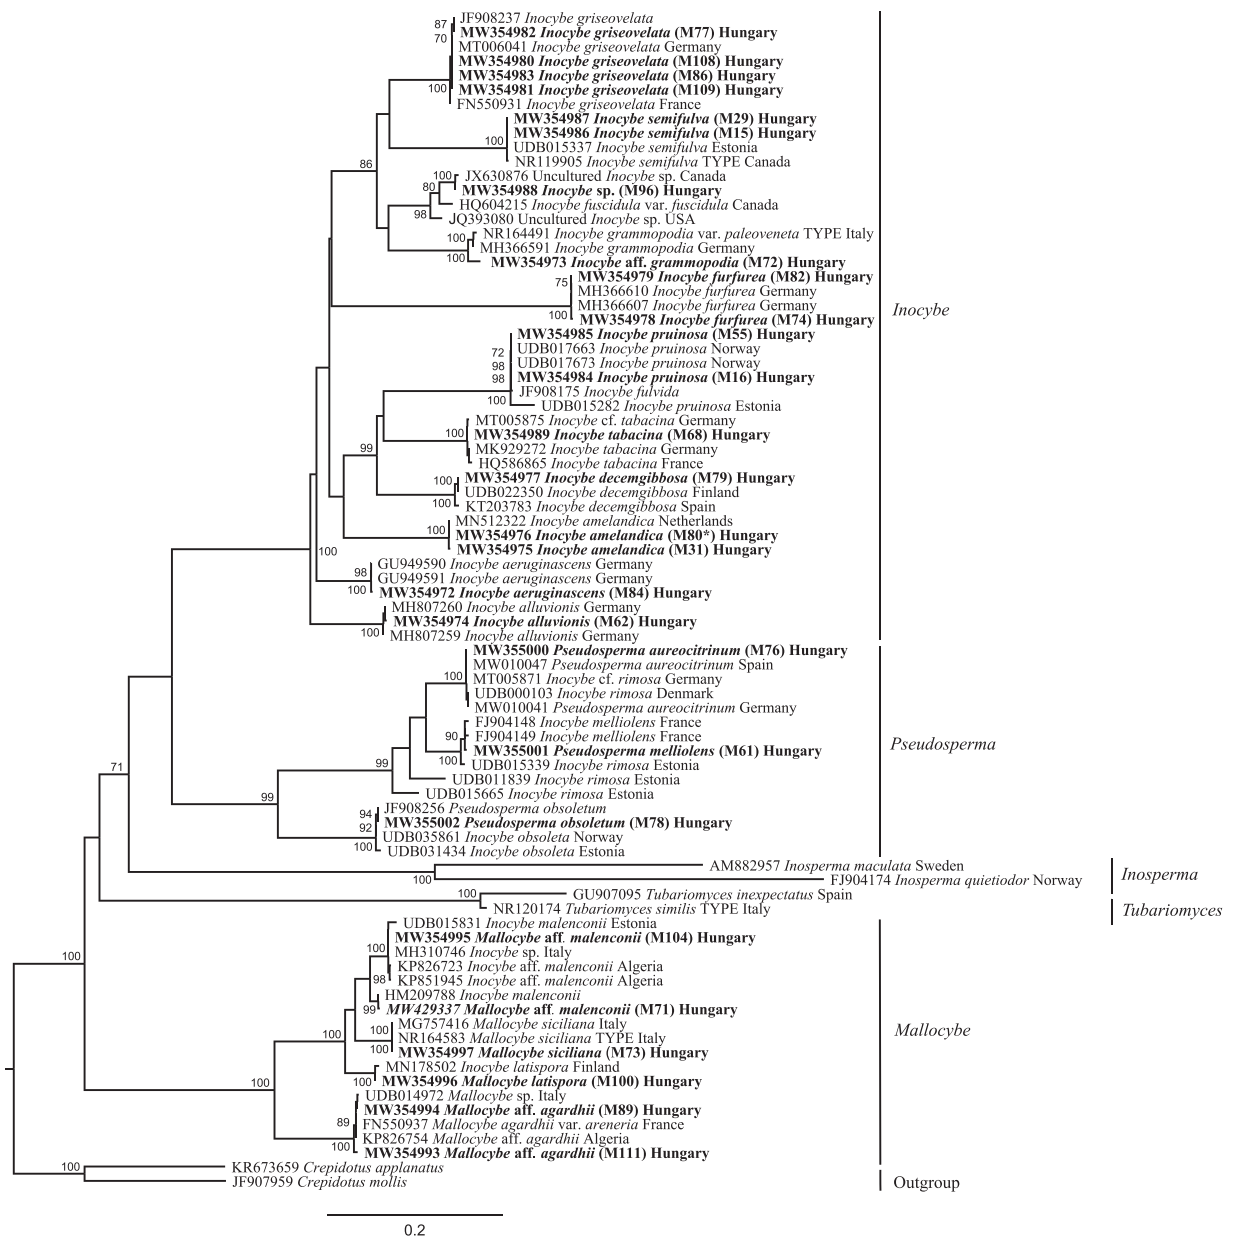 JF908237 Inocybe griseovelata
87
MW354982 Inocybe griseovelata (M77) Hungary
70
MT006041 Inocybe griseovelata Germany
MW354980 Inocybe griseovelata (M108) Hungary
MW354983 Inocybe griseovelata (M86) Hungary
100
MW354981 Inocybe griseovelata (M109) Hungary
FN550931 Inocybe griseovelata France
MW354987 Inocybe semifulva (M29) Hungary
MW354986 Inocybe semifulva (M15) Hungary
100
UDB015337 Inocybe semifulva Estonia
NR119905 Inocybe semifulva TYPE Canada
86
100
JX630876 Uncultured Inocybe sp. Canada
80
MW354988 Inocybe sp. (M96) Hungary
HQ604215 Inocybe fuscidula var. fuscidula Canada
98
JQ393080 Uncultured Inocybe sp. USA
NR164491 Inocybe grammopodia var. paleoveneta TYPE Italy
100
MH366591 Inocybe grammopodia Germany
100
MW354973 Inocybe aff. grammopodia (M72) Hungary
MW354979 Inocybe furfurea (M82) Hungary
75
MH366610 Inocybe furfurea Germany
MH366607 Inocybe furfurea Germany
100
MW354978 Inocybe furfurea (M74) Hungary
Inocybe
MW354985 Inocybe pruinosa (M55) Hungary
72
UDB017663 Inocybe pruinosa Norway
98
UDB017673 Inocybe pruinosa Norway
98
MW354984 Inocybe pruinosa (M16) Hungary
JF908175 Inocybe fulvida
100
UDB015282 Inocybe pruinosa Estonia
MT005875 Inocybe cf. tabacina Germany
100
MW354989 Inocybe tabacina (M68) Hungary
99
MK929272 Inocybe tabacina Germany
HQ586865 Inocybe tabacina France
100
MW354977 Inocybe decemgibbosa (M79) Hungary
UDB022350 Inocybe decemgibbosa Finland
100
KT203783 Inocybe decemgibbosa Spain
MN512322 Inocybe amelandica Netherlands
100
MW354976 Inocybe amelandica (M80*) Hungary
100
MW354975 Inocybe amelandica (M31) Hungary
GU949590 Inocybe aeruginascens Germany
98
GU949591 Inocybe aeruginascens Germany
100
MW354972 Inocybe aeruginascens (M84) Hungary
MH807260 Inocybe alluvionis Germany
MW354974 Inocybe alluvionis (M62) Hungary
100
MH807259 Inocybe alluvionis Germany
MW355000 Pseudosperma aureocitrinum (M76) Hungary
MW010047 Pseudosperma aureocitrinum Spain
100
MT005871 Inocybe cf. rimosa Germany
UDB000103 Inocybe rimosa Denmark
MW010041 Pseudosperma aureocitrinum Germany
FJ904148 Inocybe melliolens France
90
FJ904149 Inocybe melliolens France
Pseudosperma
MW355001 Pseudosperma melliolens (M61) Hungary
99
100
UDB015339 Inocybe rimosa Estonia
71
UDB011839 Inocybe rimosa Estonia
99
UDB015665 Inocybe rimosa Estonia
JF908256 Pseudosperma obsoletum
94
MW355002 Pseudosperma obsoletum (M78) Hungary
92
UDB035861 Inocybe obsoleta Norway
100
UDB031434 Inocybe obsoleta Estonia
AM882957 Inosperma maculata Sweden
Inosperma
100
FJ904174 Inosperma quietiodor Norway
100
GU907095 Tubariomyces inexpectatus Spain
NR120174 Tubariomyces similis TYPE Italy
Tubariomyces
UDB015831 Inocybe malenconii Estonia
MW354995 Mallocybe aff. malenconii (M104) Hungary
100
MH310746 Inocybe sp. Italy
100
KP826723 Inocybe aff. malenconii Algeria
98
KP851945 Inocybe aff. malenconii Algeria
HM209788 Inocybe malenconii
99
MW429337 Mallocybe aff. malenconii (M71) Hungary
MG757416 Mallocybe siciliana Italy
Mallocybe
100
100
NR164583 Mallocybe siciliana TYPE Italy
100
MW354997 Mallocybe siciliana (M73) Hungary
MN178502 Inocybe latispora Finland
100
100
MW354996 Mallocybe latispora (M100) Hungary
UDB014972 Mallocybe sp. Italy
MW354994 Mallocybe aff. agardhii (M89) Hungary
89
FN550937 Mallocybe agardhii var. areneria France
KP826754 Mallocybe aff. agardhii Algeria
100
MW354993 Mallocybe aff. agardhii (M111) Hungary
100
KR673659 Crepidotus applanatus
JF907959 Crepidotus mollis
Outgroup
0.2